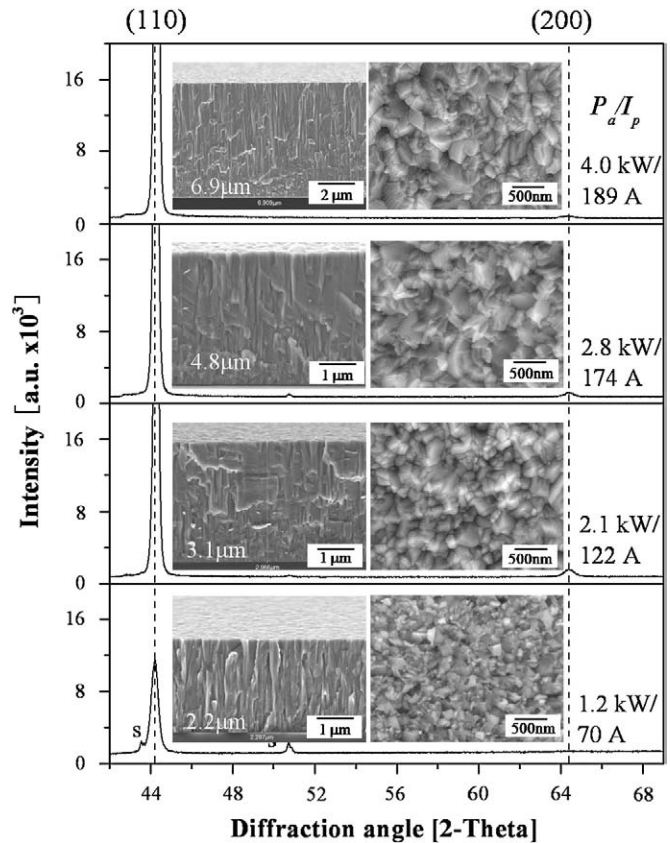 (110) (200)
16
8
0
6.9μm
6.909μm
2 μm
500nm
P_a/I_p
4.0 kW/
189 A
16
8
0
4.8μm
1 μm
500nm
2.8 kW/
174 A
16
8
0
3.1μm
1 μm
500nm
2.1 kW/
122 A
16
8
0
2.2μm
1 μm
500nm
1.2 kW/
70 A
S
S
44 48 52 56 60 64 68
Intensity [a.u. x10³]
Diffraction angle [2-Theta]